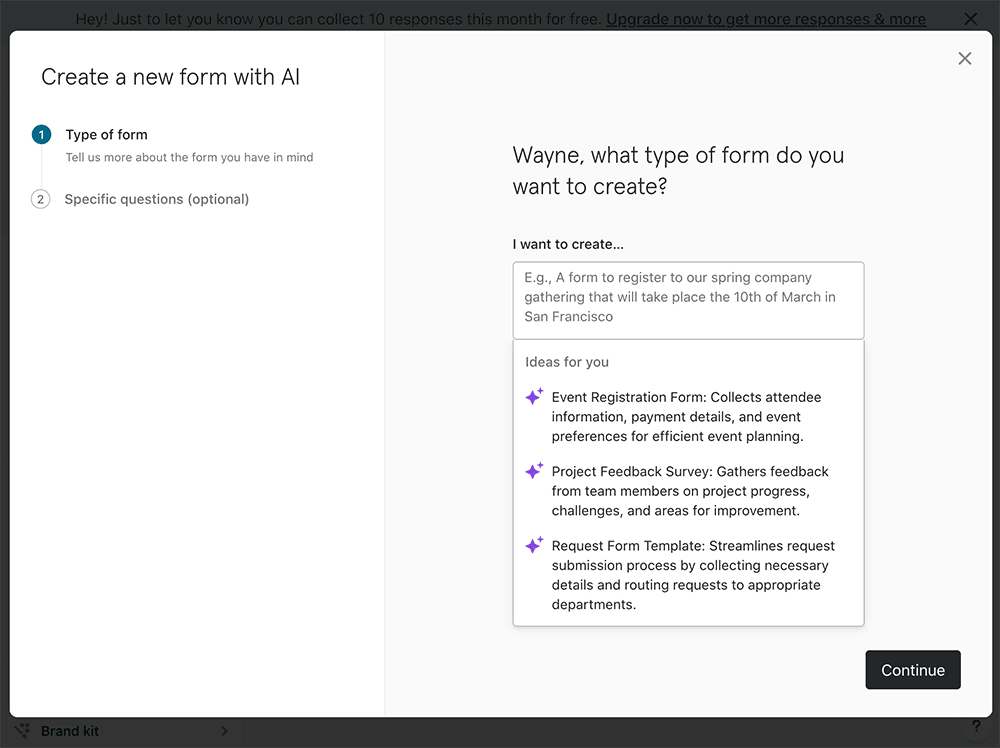 Hey! Just to let you know you can collect 10 responses this month for free. Upgrade now to get more responses & more
Create a new form with AI
1 Type of form
Tell us more about the form you have in mind
2 Specific questions (optional)
Wayne, what type of form do you
want to create?
I want to create...
E.g., A form to register to our spring company
gathering that will take place the 10th of March in
San Francisco
Ideas for you
Event Registration Form: Collects attendee
information, payment details, and event
preferences for efficient event planning.
Project Feedback Survey: Gathers feedback
from team members on project progress,
challenges, and areas for improvement.
Request Form Template: Streamlines request
submission process by collecting necessary
details and routing requests to appropriate
departments.
Continue
Brand kit
?